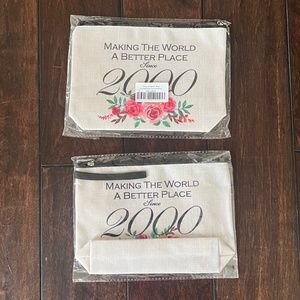 MAKING THE WORLD
A BETTER PLACE
Since
2000
MAKING THE WORLD
A BETTER PLACE
Since
2000